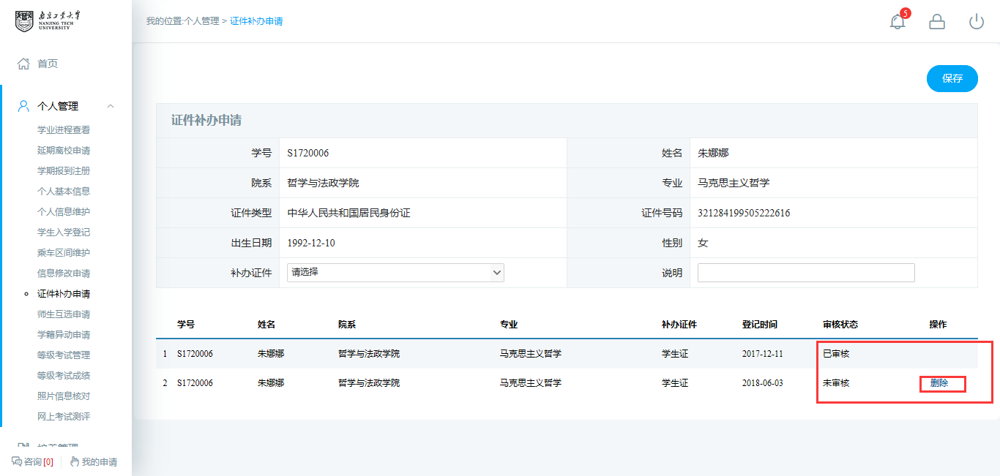 南京工业大学
NANJING TECH
UNIVERSITY
我的位置:个人管理 > 证件补办申请
5
首页
个人管理
学业进程查看
延期离校申请
学期报到注册
个人基本信息
个人信息维护
学生入学登记
乘车区间维护
信息修改申请
证件补办申请
师生互选申请
学籍异动申请
等级考试管理
等级考试成绩
照片信息核对
网上考试测评
培养管理
咨询[0] 我的申请
保存
证件补办申请
学号 S1720006 姓名 朱娜娜
院系 哲学与法政学院 专业 马克思主义哲学
证件类型 中华人民共和国居民身份证 证件号码 321284199505222616
出生日期 1992-12-10 性别 女
补办证件 请选择 说明
学号 姓名 院系 专业 补办证件 登记时间 审核状态 操作
1 S1720006 朱娜娜 哲学与法政学院 马克思主义哲学 学生证 2017-12-11 已审核
2 S1720006 朱娜娜 哲学与法政学院 马克思主义哲学 学生证 2018-06-03 未审核 删除